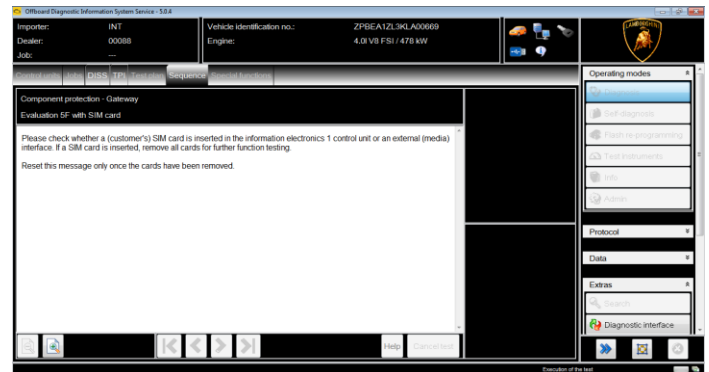 Offboard Diagnostic Information System Service - 5.0.4
Importer: INT
Dealer: 00088
Job: ---
Vehicle identification no.: ZPBEA1ZL3KLA00669
Engine: 4.0l V8 FSI / 478 kW
LAMBORGHINI
Control units Jobs DISS TPI Test plan Sequence Special functions
Component protection - Gateway
Evaluation 5F with SIM card
Please check whether a (customer's) SIM card is inserted in the information electronics 1 control unit or an external (media)
interface. If a SIM card is inserted, remove all cards for further function testing.
Reset this message only once the cards have been removed.
Help Cancel test
Operating modes
Diagnosis
Self-diagnosis
Flash re-programming
Test instruments
Info
Admin
Protocol
Data
Extras
Search
Diagnostic interface
Execution of the test